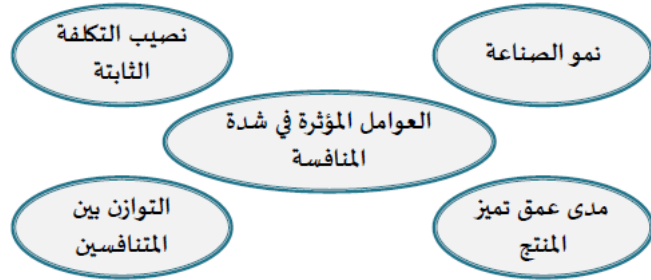 نمو الصناعة
نصيب التكلفة
الثابتة
العوامل المؤثرة في شدة
المنافسة
مدى عمق تميز
المنتج
التوازن بين
المتنافسين